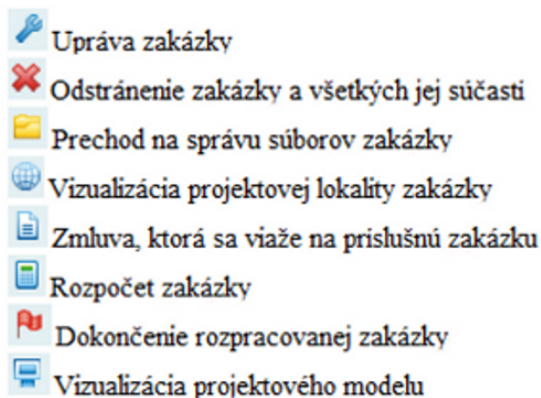 Upráva zakázky
Odstránenie zakázky a všetkých jej súčastí
Prechod na správu súborov zakázky
Vizualizácia projektovej lokality zakázky
Zmluva, ktorá sa viaže na príslušnú zakázku
Rozpočet zakázky
Dokončenie rozpracovanej zakázky
Vizualizácia projektového modelu